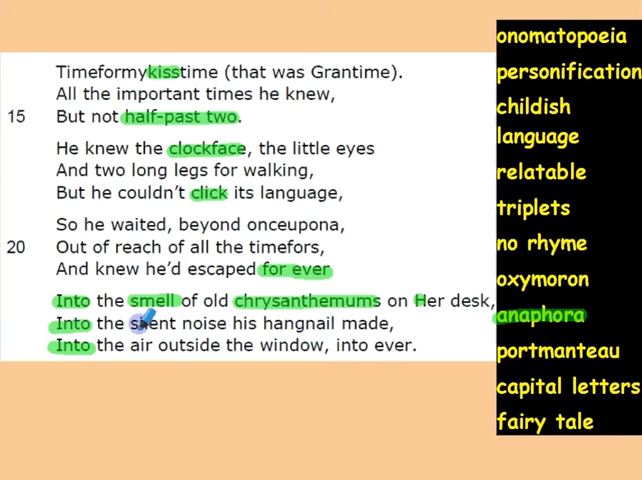 Timeformykisstime (that was Grantime).
All the important times he knew,
15 But not half-past two.
He knew the clockface, the little eyes
And two long legs for walking,
But he couldn't click its language,
So he waited, beyond onceupona,
20 Out of reach of all the timefors,
And knew he'd escaped for ever
Into the smell of old chrysanthemums on Her desk,
Into the silent noise his hangnail made,
Into the air outside the window, into ever.
onomatopoeia
personification
childish
language
relatable
triplets
no rhyme
oxymoron
anaphora
portmanteau
capital letters
fairy tale